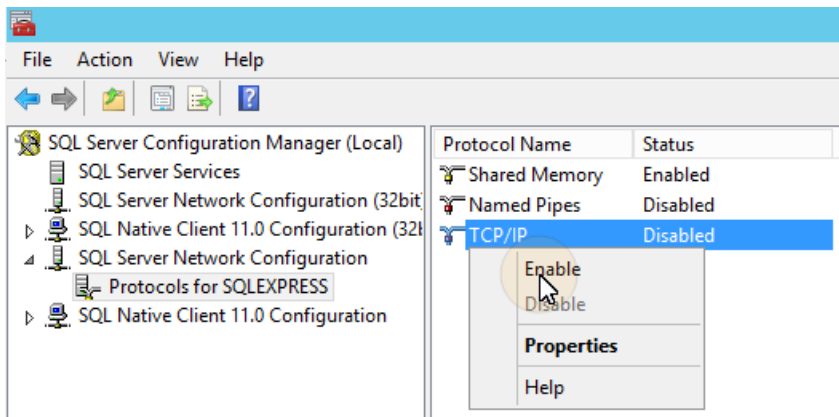 File Action View Help
SQL Server Configuration Manager (Local)
SQL Server Services
SQL Server Network Configuration (32bit
SQL Native Client 11.0 Configuration (32b
SQL Server Network Configuration
Protocols for SQLEXPRESS
SQL Native Client 11.0 Configuration
Protocol Name Status
Shared Memory Enabled
Named Pipes Disabled
TCP/IP Disabled
Enable
Disable
Properties
Help